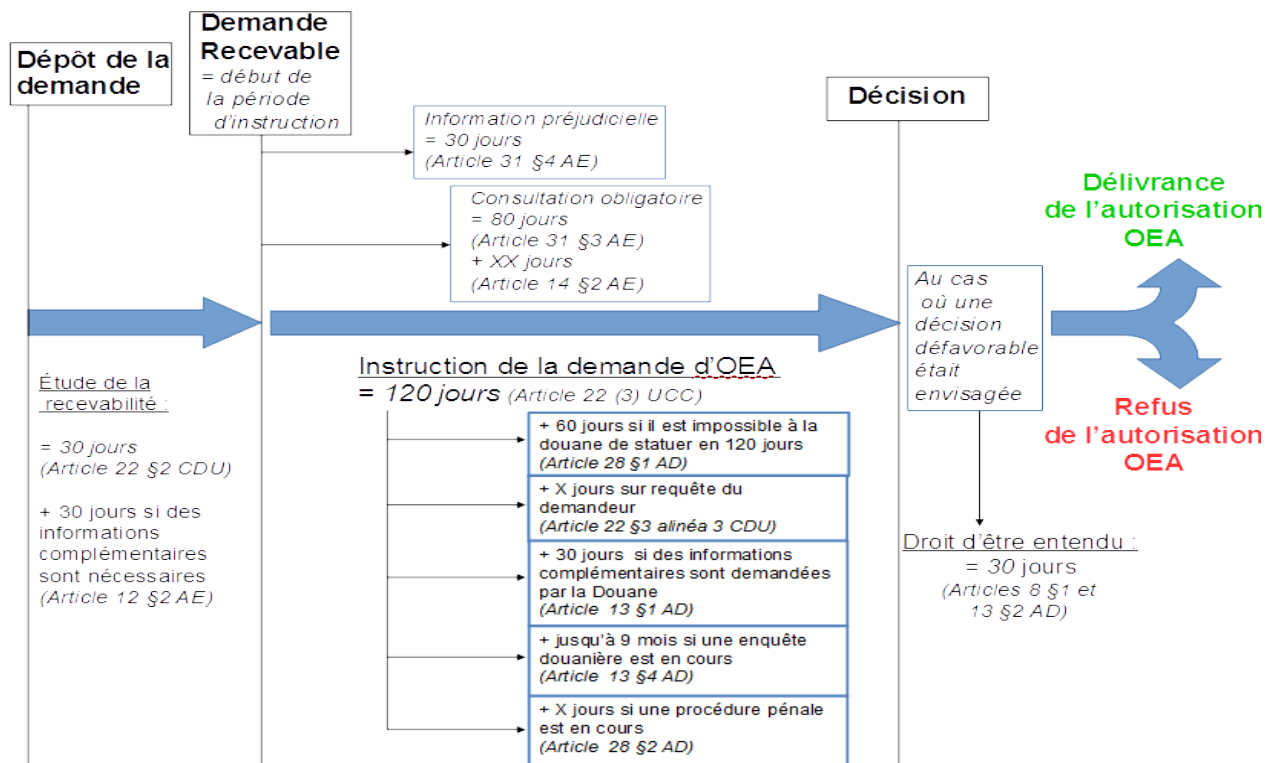 Dépôt de la
demande
Demande
Recevable
= début de
la période
d'instruction
Information préjudicielle
= 30 jours
(Article 31 §4 AE)
Consultation obligatoire
= 80 jours
(Article 31 §3 AE)
+ XX jours
(Article 14 §2 AE)
Décision
Délivrance
de l'autorisation
OEA
Au cas
où une
décision
défavorable
était
envisagée
Refus
de l'autorisation
OEA
Étude de la
recevabilité :
= 30 jours
(Article 22 §2 CDU)
+ 30 jours si des
informations
complémentaires
sont nécessaires
(Article 12 §2 AE)
Instruction de la demande d'OEA
= 120 jours (Article 22 (3) UCC)
+ 60 jours si il est impossible à la
douane de statuer en 120 jours
(Article 28 §1 AD)
+ X jours sur requête du
demandeur
(Article 22 §3 alinéa 3 CDU)
+ 30 jours si des informations
complémentaires sont demandées
par la Douane
(Article 13 §1 AD)
+ jusqu'à 9 mois si une enquête
douanière est en cours
(Article 13 §4 AD)
+ X jours si une procédure pénale
est en cours
(Article 28 §2 AD)
Droit d'être entendu :
= 30 jours
(Articles 8 §1 et
13 §2 AD)